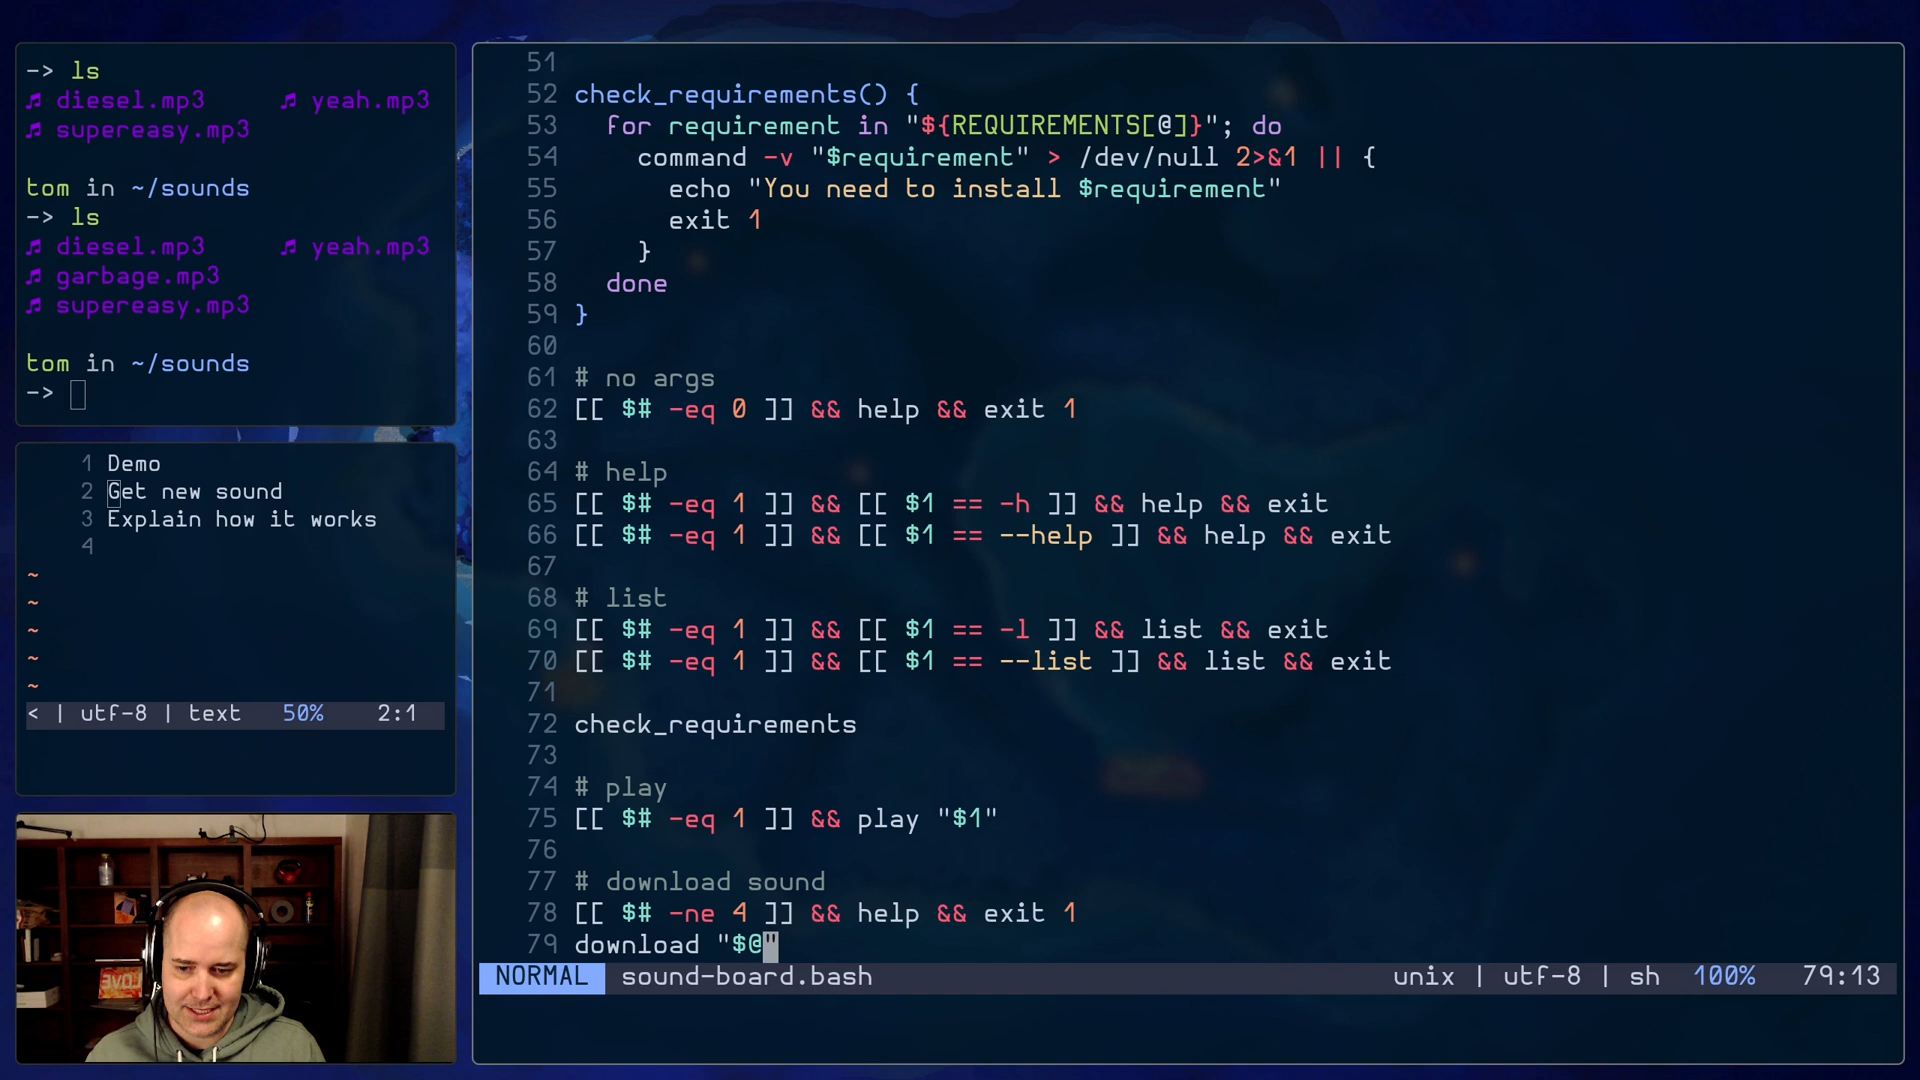 -> ls
diesel.mp3 yeah.mp3
supereasy.mp3
tom in ~/sounds
-> ls
diesel.mp3 yeah.mp3
garbage.mp3
supereasy.mp3
tom in ~/sounds
->
1 Demo
2 Get new sound
3 Explain how it works
4
~
~
~
~
~
< | utf-8 | text 50% 2:1
51
52 check_requirements() {
53 for requirement in "${REQUIREMENTS[@]}"; do
54 command -v "$requirement" > /dev/null 2>&1 || {
55 echo "You need to install $requirement"
56 exit 1
57 }
58 done
59 }
60
61 # no args
62 [[ $# -eq 0 ]] && help && exit 1
63
64 # help
65 [[ $# -eq 1 ]] && [[ $1 == -h ]] && help && exit
66 [[ $# -eq 1 ]] && [[ $1 == --help ]] && help && exit
67
68 # list
69 [[ $# -eq 1 ]] && [[ $1 == -l ]] && list && exit
70 [[ $# -eq 1 ]] && [[ $1 == --list ]] && list && exit
71
72 check_requirements
73
74 # play
75 [[ $# -eq 1 ]] && play "$1"
76
77 # download sound
78 [[ $# -ne 4 ]] && help && exit 1
79 download "$@"
NORMAL sound-board.bash unix | utf-8 | sh 100% 79:13
LOVE